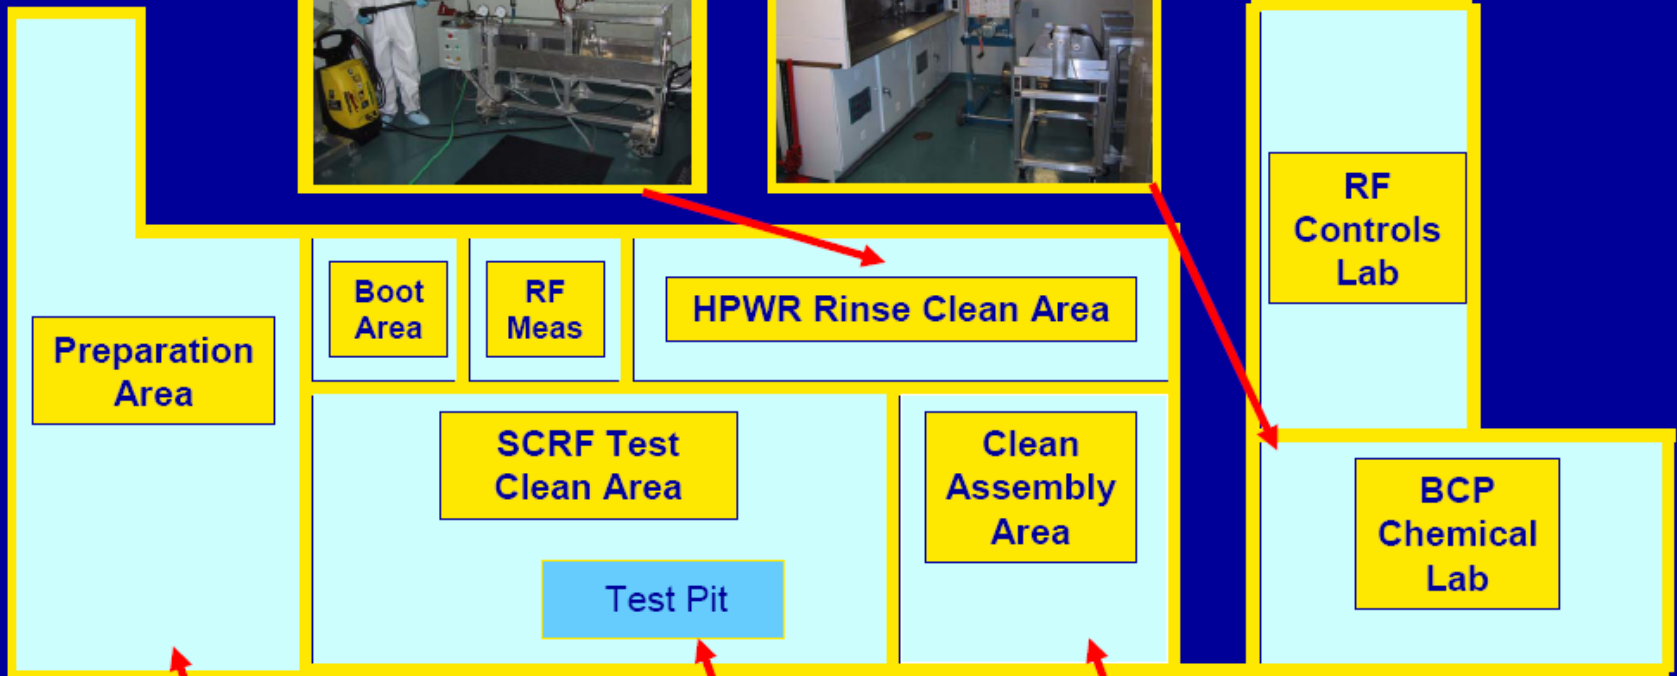 Preparation
Area
Boot
Area
RF
Meas
HPWR Rinse Clean Area
SCRF Test
Clean Area
Test Pit
Clean
Assembly
Area
RF
Controls
Lab
BCP
Chemical
Lab